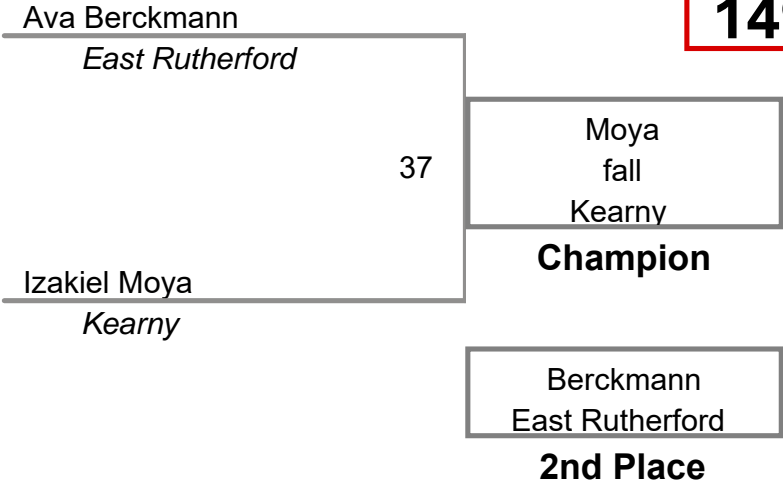 Ava Berckmann
East Rutherford
37
Moya
fall
Kearny
Champion
Izakiel Moya
Kearny
Berckmann
East Rutherford
2nd Place